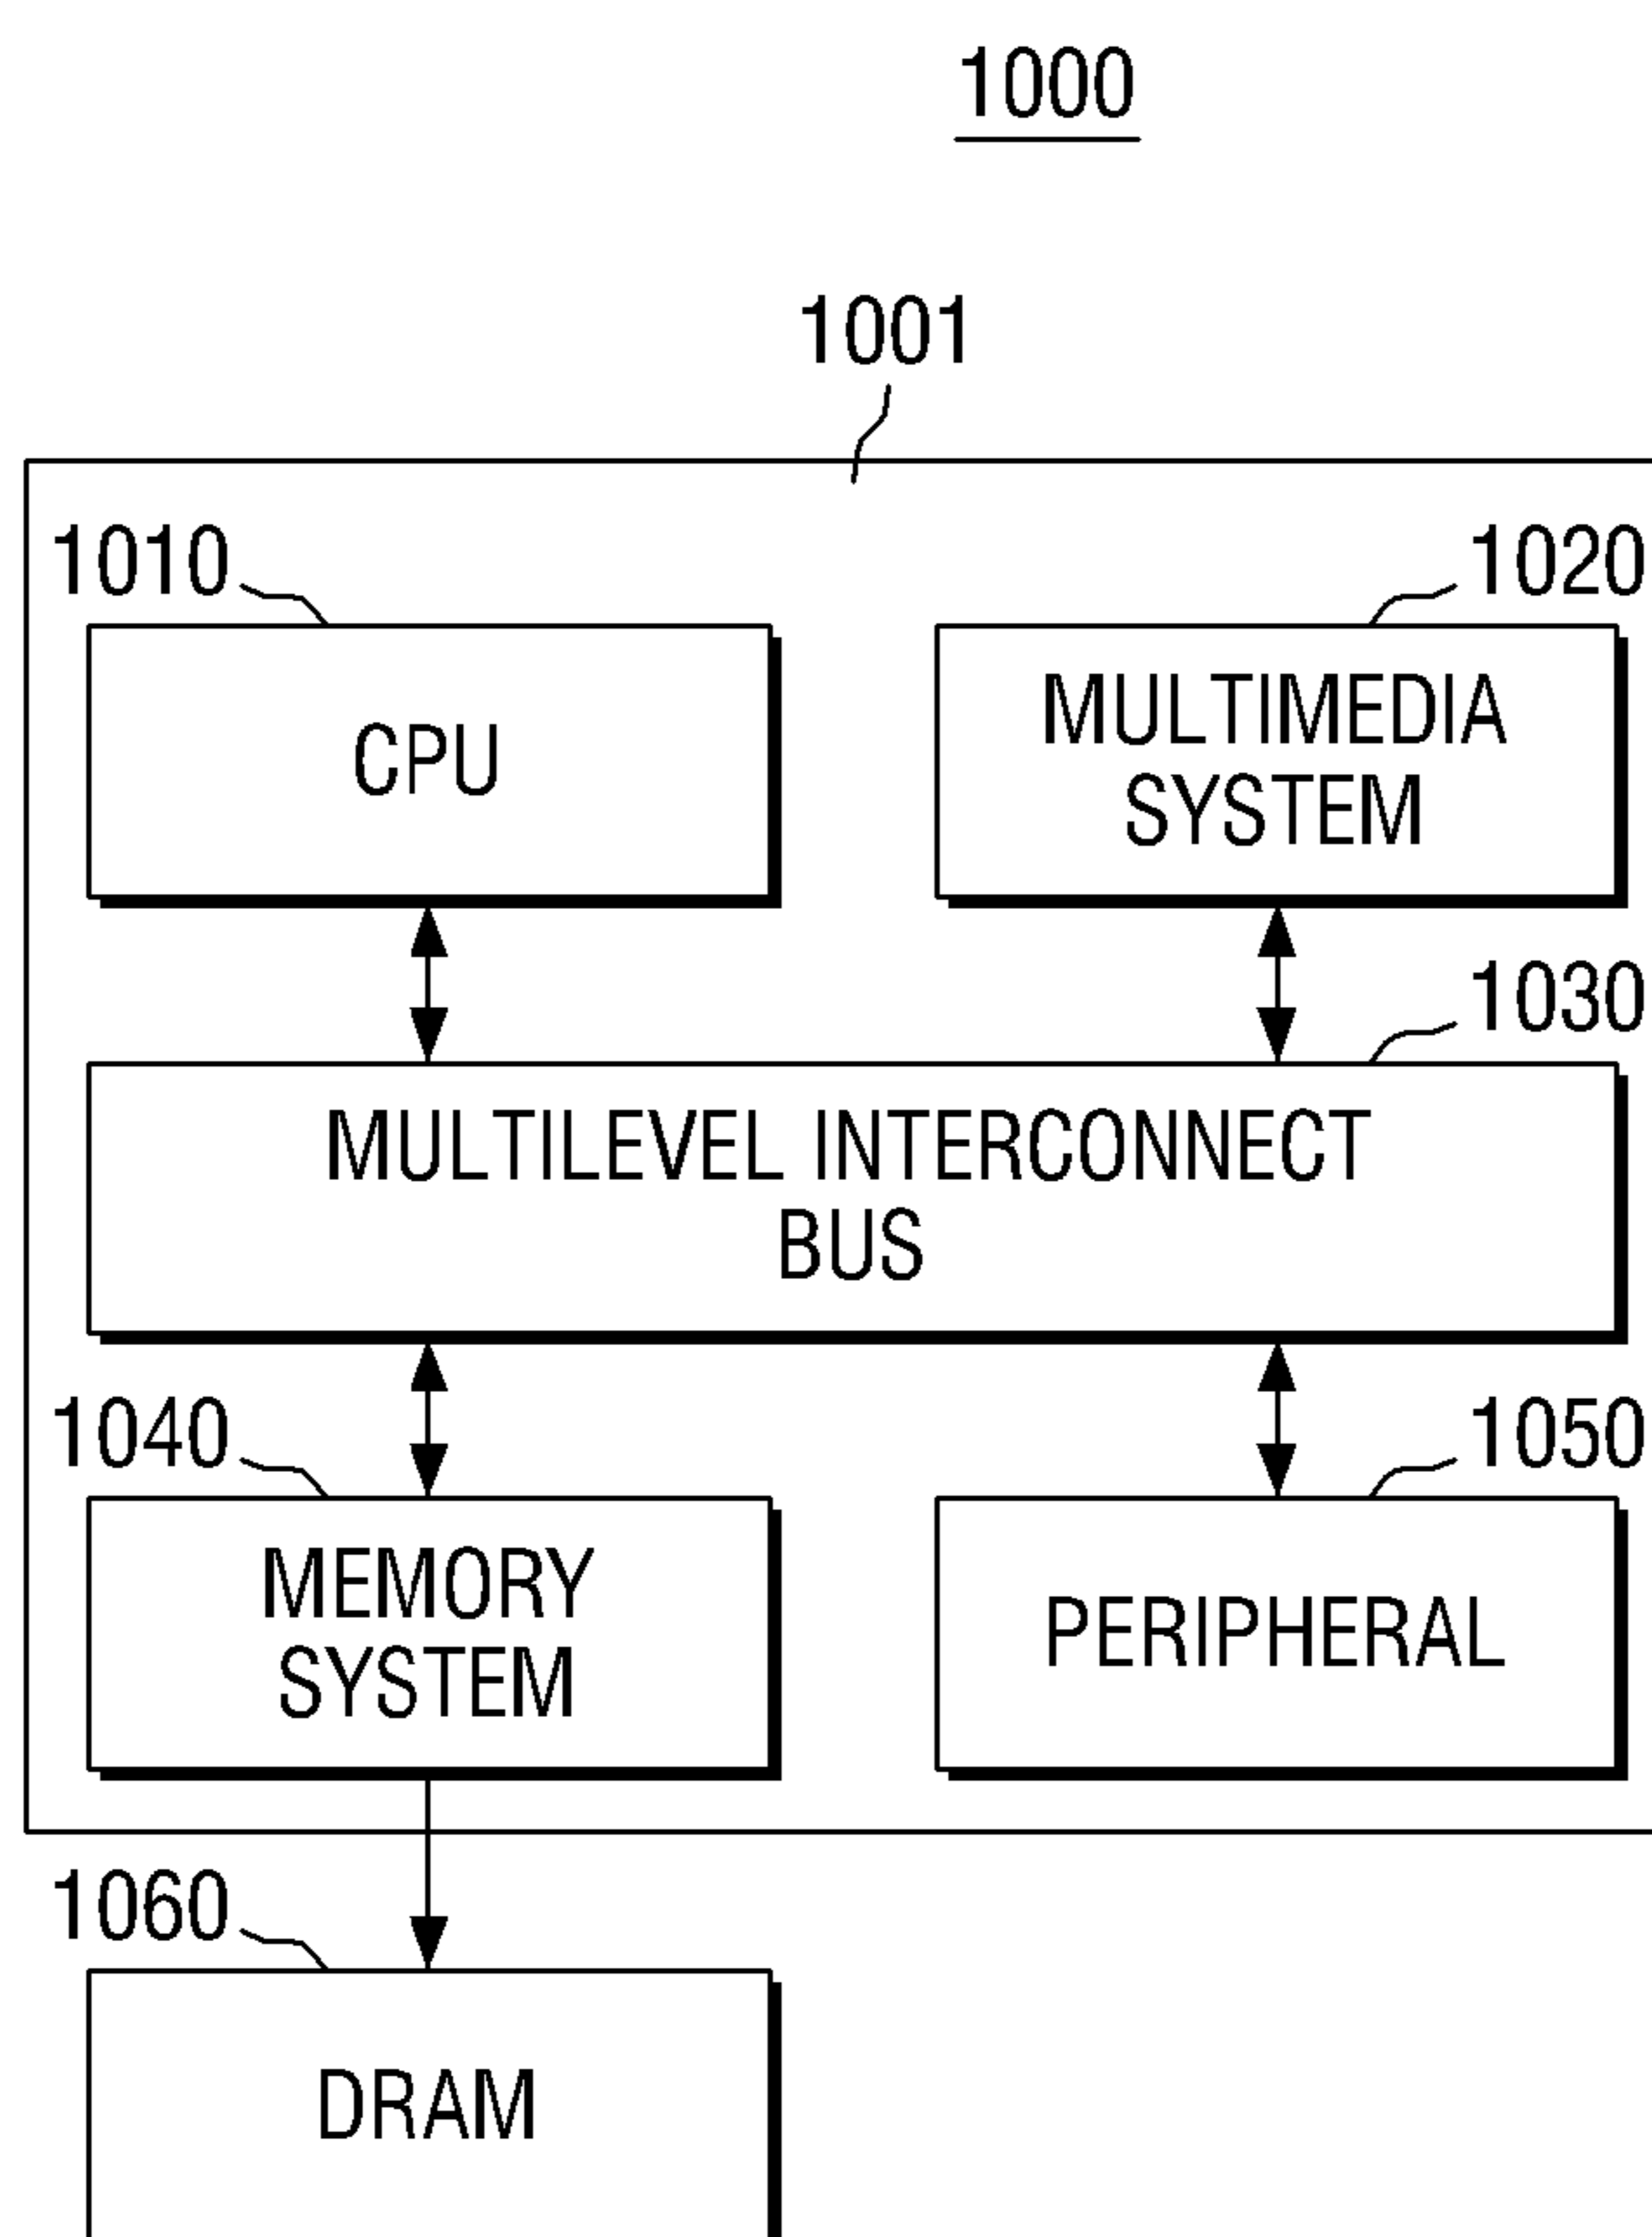 1000
1001
1010
1020
CPU
MULTIMEDIA
SYSTEM
1030
MULTILEVEL INTERCONNECT
BUS
1040
1050
MEMORY
SYSTEM
PERIPHERAL
1060
DRAM